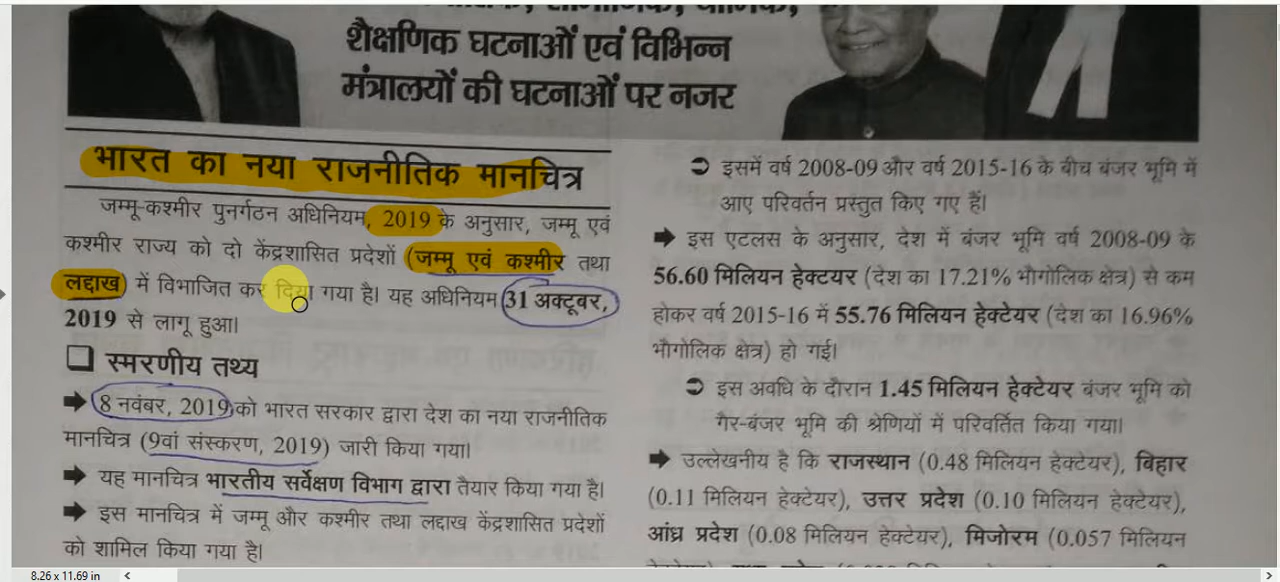 शैक्षणिक घटनाओं एवं विभिन्न
मंत्रालयों की घटनाओं पर नजर
भारत का नया राजनीतिक मानचित्र
जम्मू-कश्मीर पुनर्गठन अधिनियम, 2019 के अनुसार, जम्मू एवं
कश्मीर राज्य को दो केंद्रशासित प्रदेशों (जम्मू एवं कश्मीर तथा
लद्दाख) में विभाजित कर दिया गया है। यह अधिनियम 31 अक्टूबर,
2019 से लागू हुआ।
❑ स्मरणीय तथ्य
➡ 8 नवंबर, 2019 को भारत सरकार द्वारा देश का नया राजनीतिक
मानचित्र (9वां संस्करण, 2019) जारी किया गया।
➡ यह मानचित्र भारतीय सर्वेक्षण विभाग द्वारा तैयार किया गया है।
➡ इस मानचित्र में जम्मू और कश्मीर तथा लद्दाख केंद्रशासित प्रदेशों
को शामिल किया गया है।
➲ इसमें वर्ष 2008-09 और वर्ष 2015-16 के बीच बंजर भूमि में
आए परिवर्तन प्रस्तुत किए गए हैं।
➡ इस एटलस के अनुसार, देश में बंजर भूमि वर्ष 2008-09 के
56.60 मिलियन हेक्टयर (देश का 17.21% भौगोलिक क्षेत्र) से कम
होकर वर्ष 2015-16 में 55.76 मिलियन हेक्टेयर (देश का 16.96%
भौगोलिक क्षेत्र) हो गई।
➲ इस अवधि के दौरान 1.45 मिलियन हेक्टेयर बंजर भूमि को
गैर-बंजर भूमि की श्रेणियों में परिवर्तित किया गया।
➡ उल्लेखनीय है कि राजस्थान (0.48 मिलियन हेक्टेयर), बिहार
(0.11 मिलियन हेक्टेयर), उत्तर प्रदेश (0.10 मिलियन हेक्टेयर),
आंध्र प्रदेश (0.08 मिलियन हेक्टेयर), मिजोरम (0.057 मिलियन
8.26 x 11.69 in